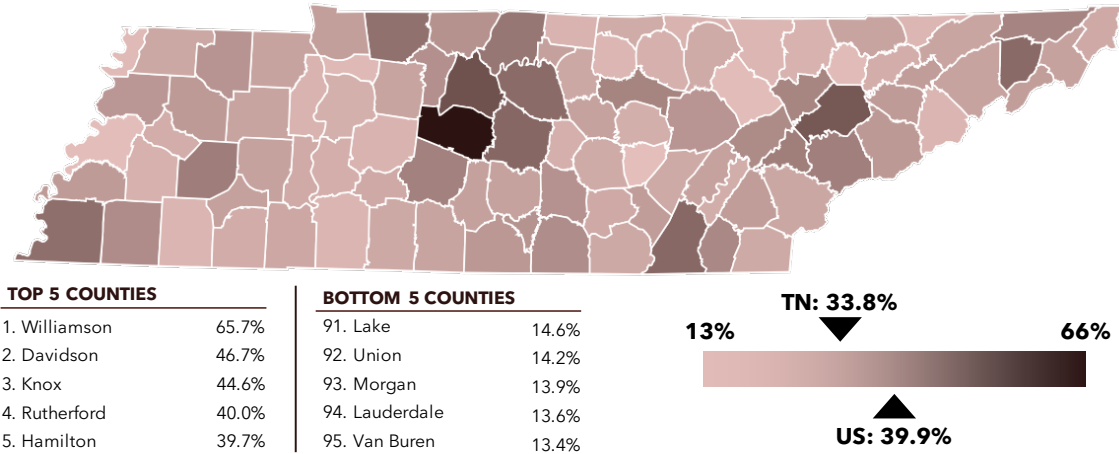 TOP 5 COUNTIES
1. Williamson 65.7%
2. Davidson 46.7%
3. Knox 44.6%
4. Rutherford 40.0%
5. Hamilton 39.7%
BOTTOM 5 COUNTIES
91. Lake 14.6%
92. Union 14.2%
93. Morgan 13.9%
94. Lauderdale 13.6%
95. Van Buren 13.4%
TN: 33.8%
13% 66%
US: 39.9%